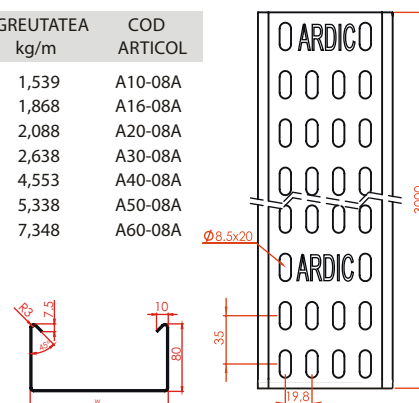 GREUTATEA COD
kg/m ARTICOL
1,539 A10-08A
1,868 A16-08A
2,088 A20-08A
2,638 A30-08A
4,553 A40-08A
5,338 A50-08A
7,348 A60-08A
ARDIC
3000
Ø8.5x20
ARDIC
35
19,8
R3
7,5
45°
10
80
w